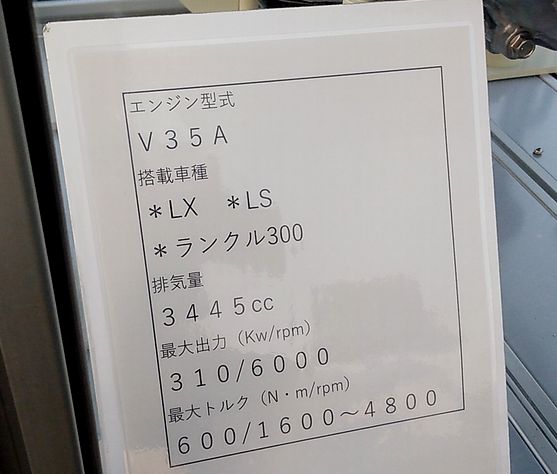 エンジン型式
V35A
搭載車種
＊LX ＊LS
＊ランクル300
排気量
3445cc
最大出力（Kw/rpm）
310/6000
最大トルク（N・m/rpm）
600/1600～4800